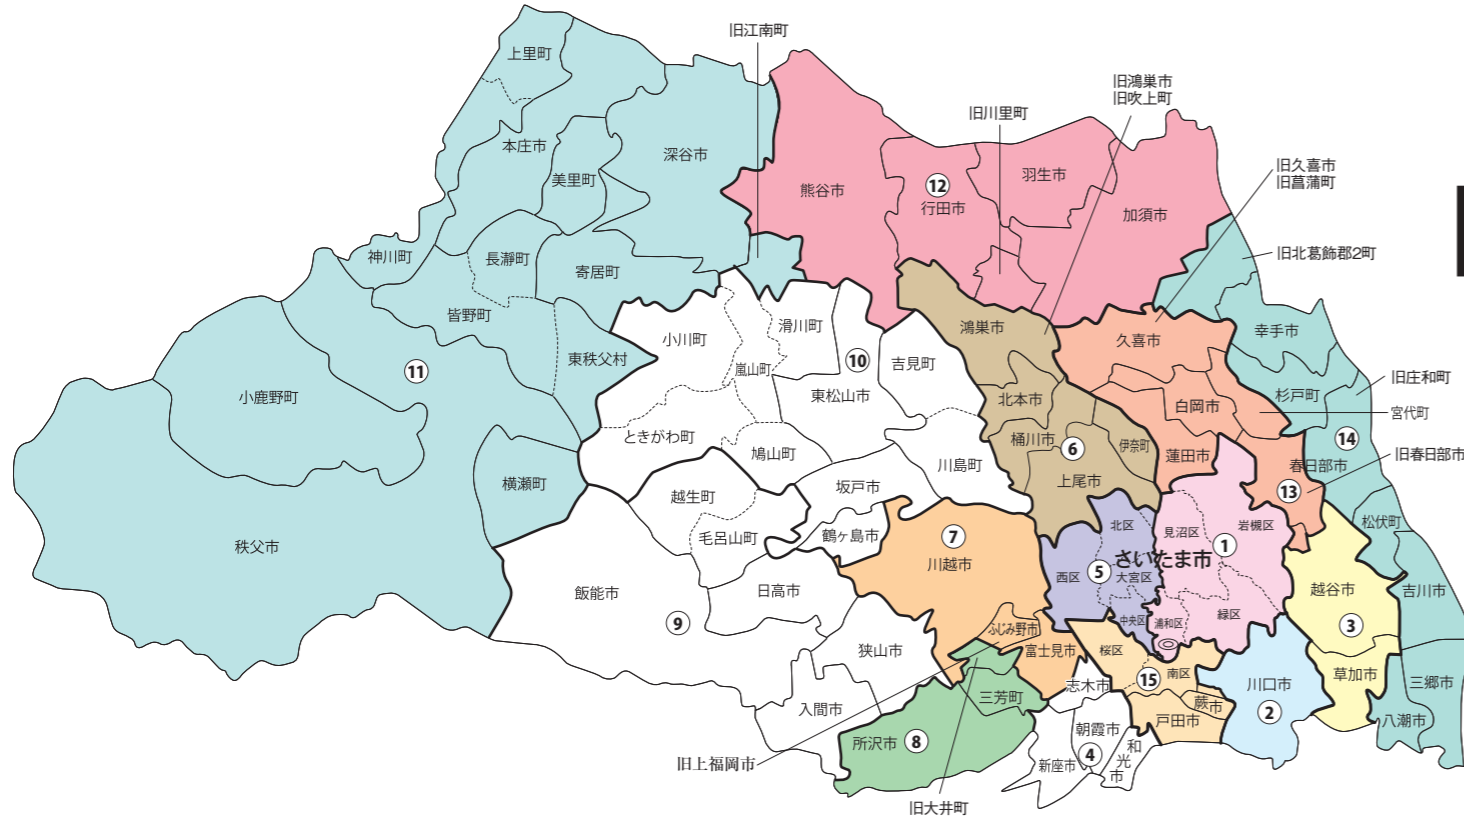 旧江南町
上里町
旧鴻巣市
旧吹上町
旧川里町
本庄市
深谷市
美里町
熊谷市
⑫
行田市
羽生市
加須市
旧久喜市
旧菖蒲町
神川町
長瀞町
寄居町
旧北葛飾郡2町
皆野町
東秩父村
小川町
滑川町
嵐山町
⑩
吉見町
東松山市
鴻巣市
久喜市
幸手市
⑪
小鹿野町
北本市
白岡市
杉戸町
旧庄和町
宮代町
ときがわ町
鳩山町
川島町
桶川市
⑥
伊奈町
上尾市
蓮田市
⑭
春日部市
旧春日部市
横瀬町
越生町
坂戸市
⑬
秩父市
毛呂山町
鶴ヶ島市
⑦
川越市
北区
見沼区
岩槻区
①
松伏町
さいたま市
西区
⑤
大宮区
飯能市
日高市
⑨
中央区
浦和区
緑区
越谷市
③
吉川市
ふじみ野市
富士見市
狭山市
桜区
南区
⑮
志木市
川口市
②
草加市
三郷市
入間市
三芳町
蕨市
戸田市
八潮市
所沢市
⑧
朝霞市
④
和光市
新座市
旧上福岡市
旧大井町